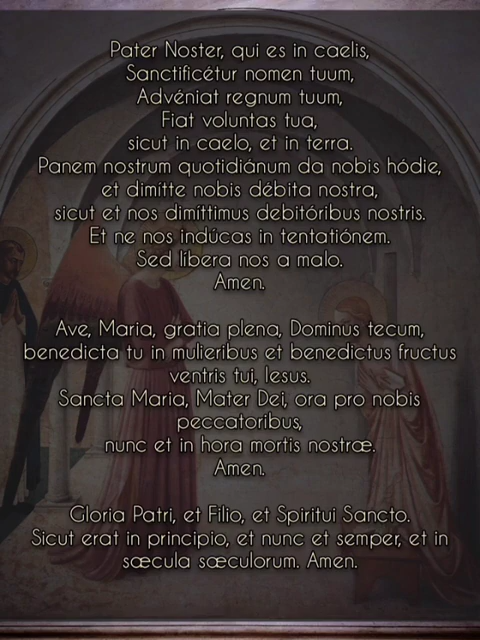 Pater Noster, qui es in caelis,
Sanctificétur nomen tuum,
Advéniat regnum tuum,
Fiat voluntas tua,
sicut in caelo, et in terra.
Panem nostrum quotidiánum da nobis hódie,
et dimítte nobis débita nostra,
sicut et nos dimíttimus debitóribus nostris.
Et ne nos indúcas in tentatiónem.
Sed líbera nos a malo.
Amen.

Ave, Maria, gratia plena, Dominus tecum,
benedicta tu in mulieribus et benedictus fructus
ventris tui, Iesus.
Sancta Maria, Mater Dei, ora pro nobis
peccatoribus,
nunc et in hora mortis nostræ.
Amen.

Gloria Patri, et Filio, et Spiritui Sancto.
Sicut erat in principio, et nunc et semper, et in
sæcula sæculorum. Amen.